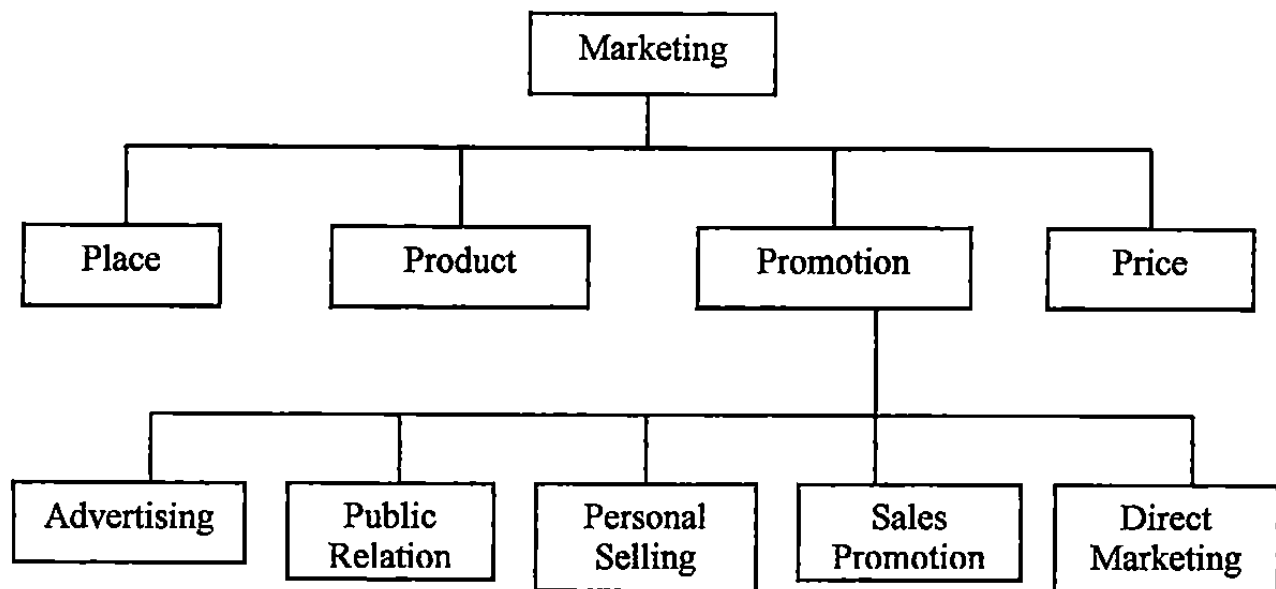 Marketing
Place
Product
Promotion
Price
Advertising
Public
Relation
Personal
Selling
Sales
Promotion
Direct
Marketing